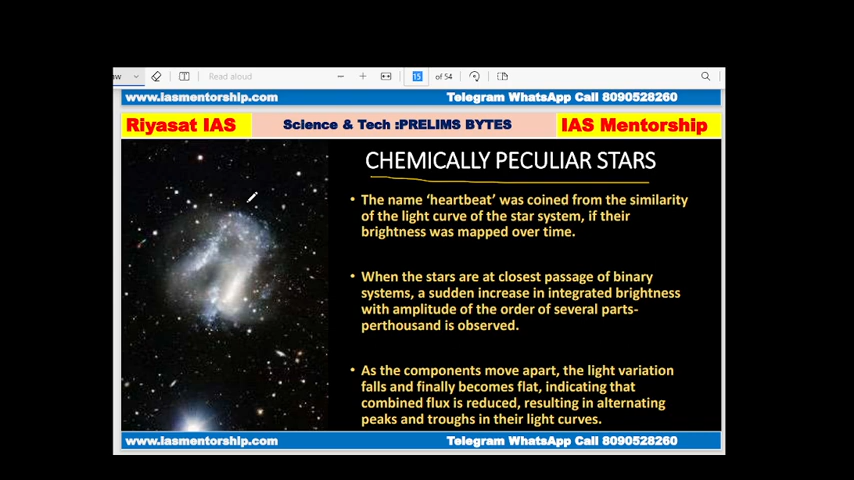 Read aloud
15 of 54
www.iasmentorship.com Telegram WhatsApp Call 8090528260
Riyasat IAS Science & Tech :PRELIMS BYTES IAS Mentorship
CHEMICALLY PECULIAR STARS
• The name ‘heartbeat’ was coined from the similarity
of the light curve of the star system, if their
brightness was mapped over time.
• When the stars are at closest passage of binary
systems, a sudden increase in integrated brightness
with amplitude of the order of several parts-
perthousand is observed.
• As the components move apart, the light variation
falls and finally becomes flat, indicating that
combined flux is reduced, resulting in alternating
peaks and troughs in their light curves.
www.iasmentorship.com Telegram WhatsApp Call 8090528260